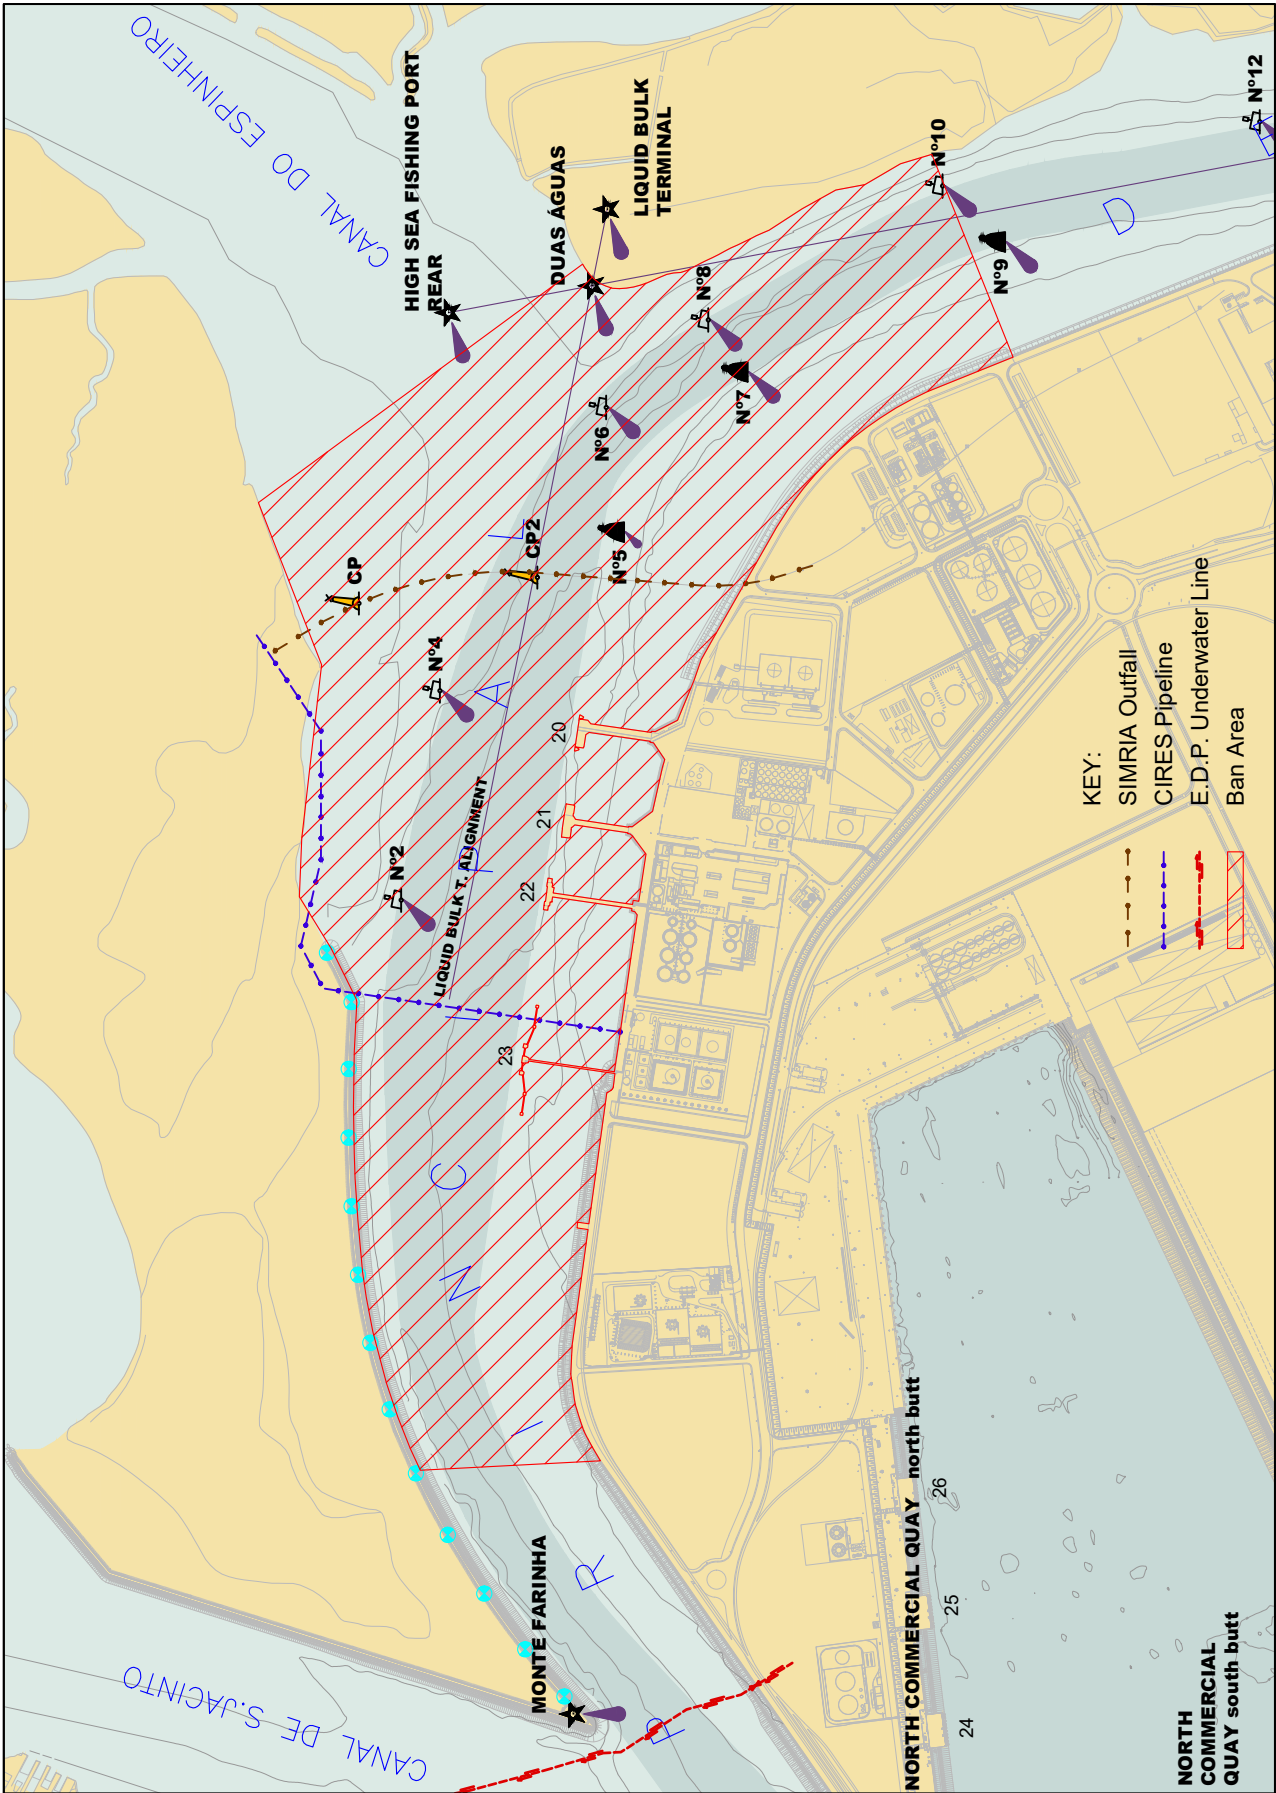 CANAL DE S.JACINTO
CANAL DO ESPINHEIRO
P
R
I
N
C
I
P
A
L
D
E
MONTE FARINHA
HIGH SEA FISHING PORT
REAR
DUAS ÁGUAS
LIQUID BULK
TERMINAL
LIQUID BULK T. ALIGNMENT
CP
CP2
Nº2
Nº4
Nº5
Nº6
Nº7
Nº8
Nº9
Nº10
Nº12
20
21
22
23
24
25
26
NORTH COMMERCIAL QUAY north butt
NORTH
COMMERCIAL
QUAY south butt
KEY:
SIMRIA Outfall
CIRES Pipeline
E.D.P. Underwater Line
Ban Area